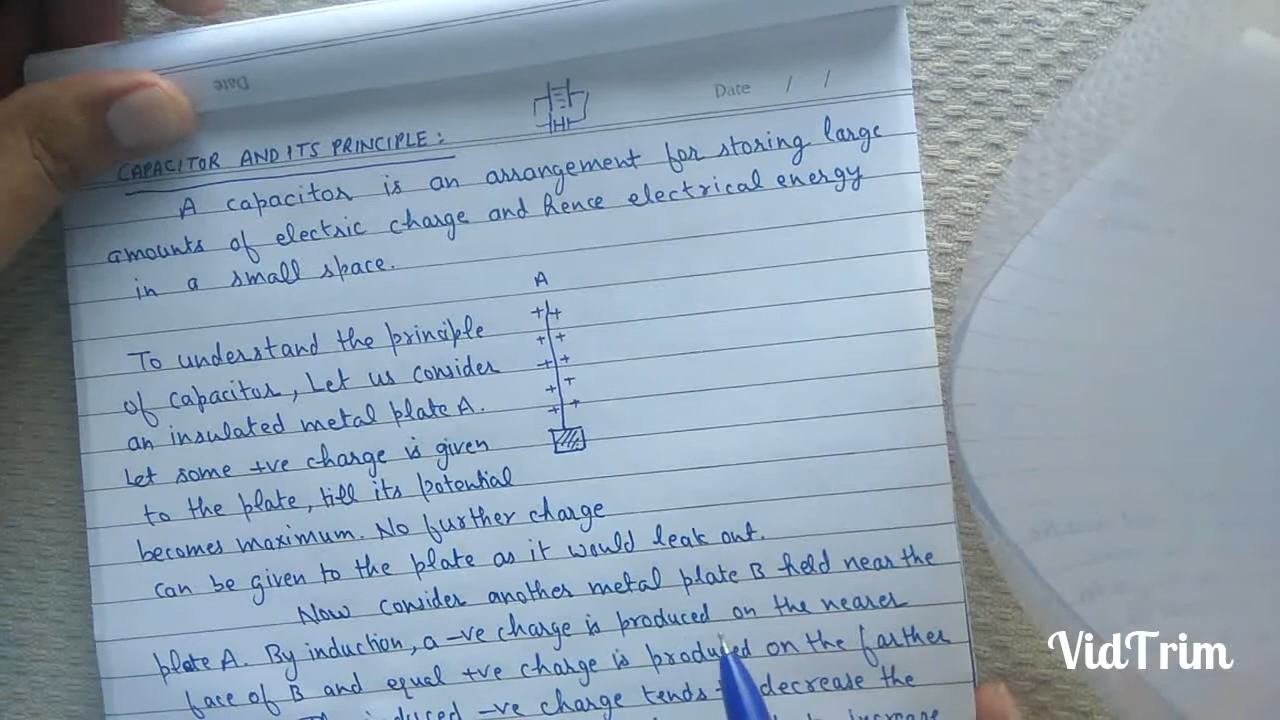 Date
Date / /
CAPACITOR AND ITS PRINCIPLE:
A capacitor is an arrangement for storing large
amounts of electric charge and hence electrical energy
in a small space.
A
To understand the principle
of capacitor, Let us consider
an insulated metal plate A.
Let some +ve charge is given
to the plate, till its potential
becomes maximum. No further charge
can be given to the plate as it would leak out.
Now consider another metal plate B held near the
plate A. By induction, a -ve charge is produced on the nearer
face of B and equal +ve charge is produced on the farther
induced -ve charge tends decrease the
increase
VidTrim